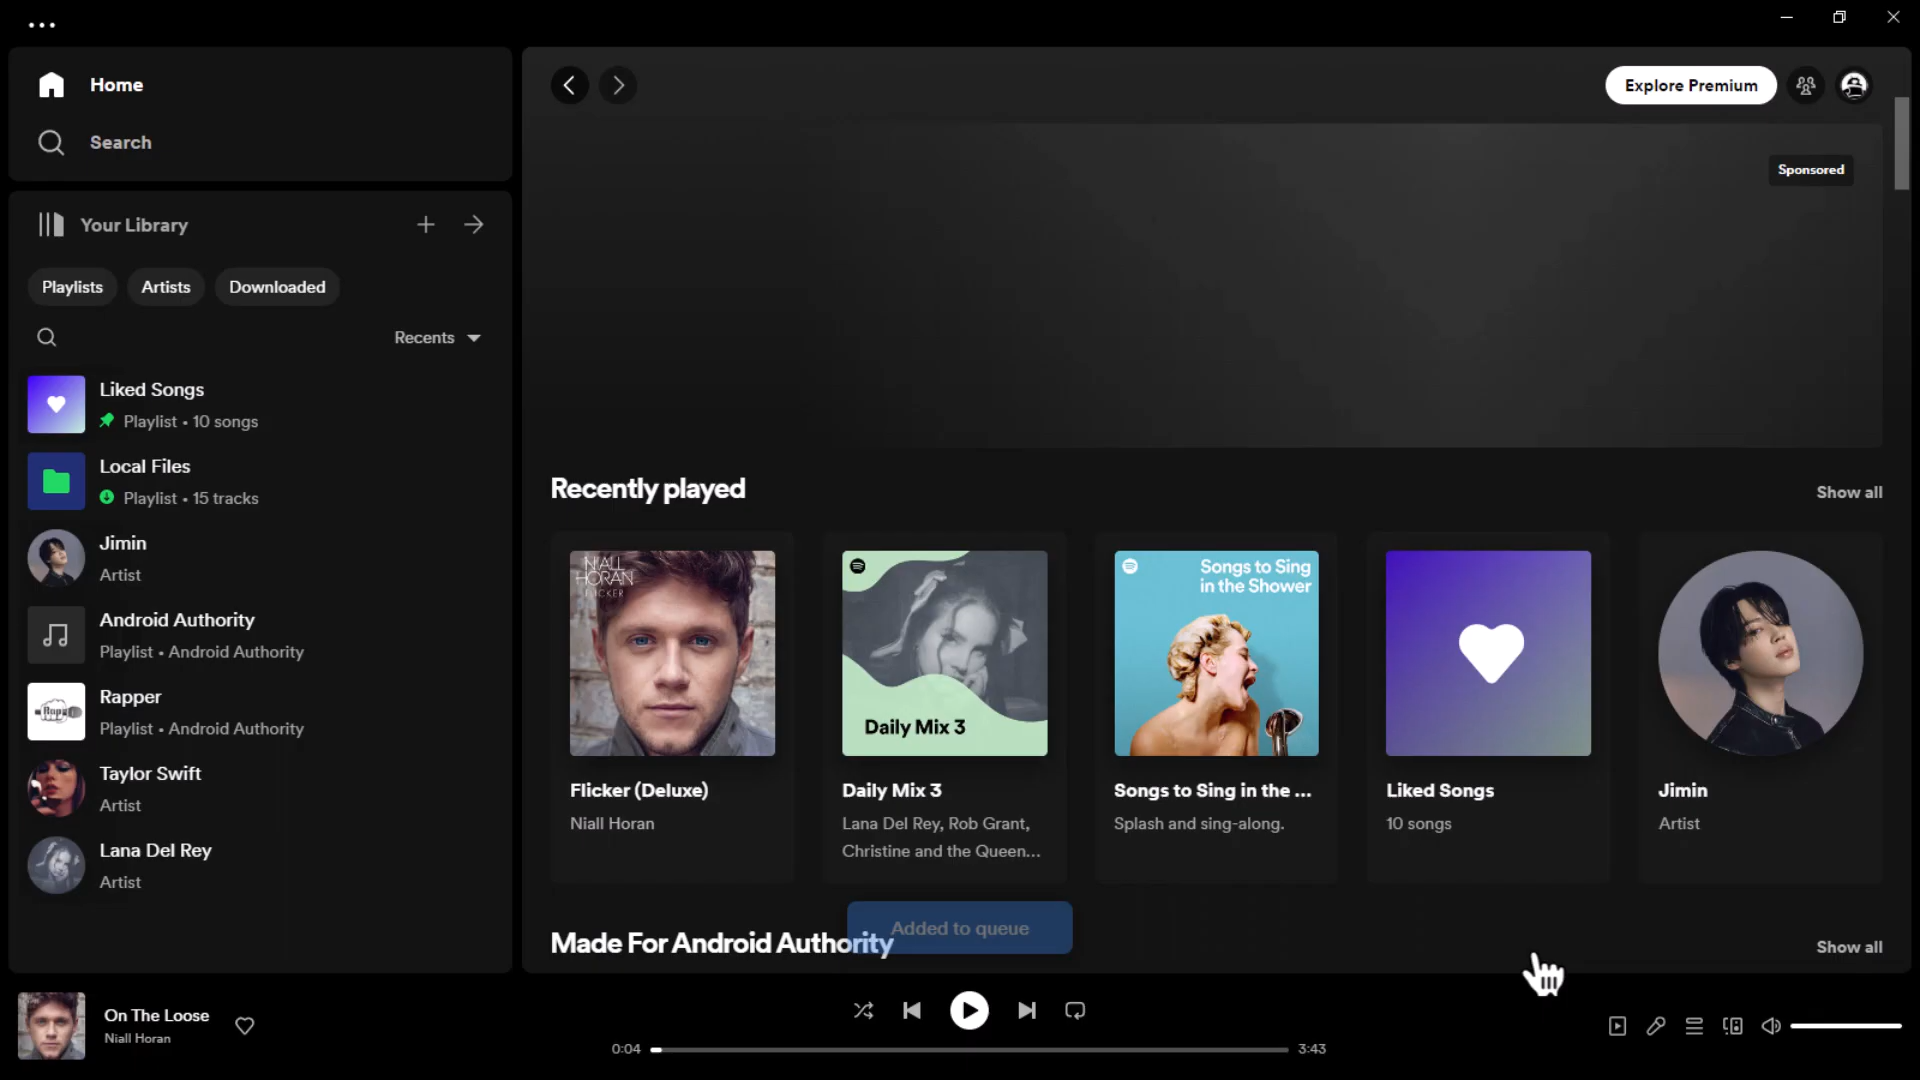 Home
Search
Your Library
Playlists
Artists
Downloaded
Recents
Liked Songs
Playlist • 10 songs
Local Files
Playlist • 15 tracks
Jimin
Artist
Android Authority
Playlist • Android Authority
Rapper
Playlist • Android Authority
Taylor Swift
Artist
Lana Del Rey
Artist
Explore Premium
Sponsored
Recently played
Show all
NIALL
HORAN
FLICKER
Daily Mix 3
Songs to Sing
in the Shower
Flicker (Deluxe)
Niall Horan
Daily Mix 3
Lana Del Rey, Rob Grant,
Christine and the Queen...
Songs to Sing in the ...
Splash and sing-along.
Liked Songs
10 songs
Jimin
Artist
Added to queue
Made For Android Authority
Show all
On The Loose
Niall Horan
0:04
3:43